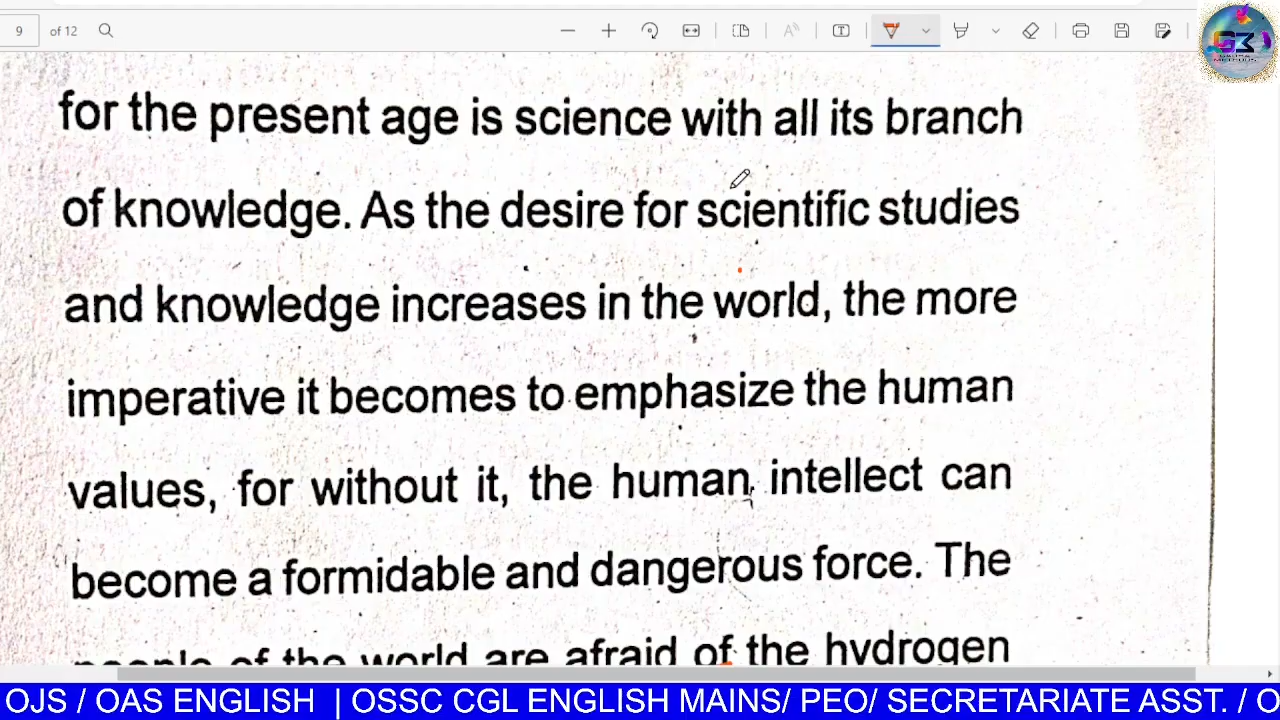 9 of 12
for the present age is science with all its branch
of knowledge. As the desire for scientific studies
and knowledge increases in the world, the more
imperative it becomes to emphasize the human
values, for without it, the human intellect can
become a formidable and dangerous force. The
people of the world are afraid of the hydrogen
OJS / OAS ENGLISH | OSSC CGL ENGLISH MAINS/ PEO/ SECRETARIATE ASST. / O